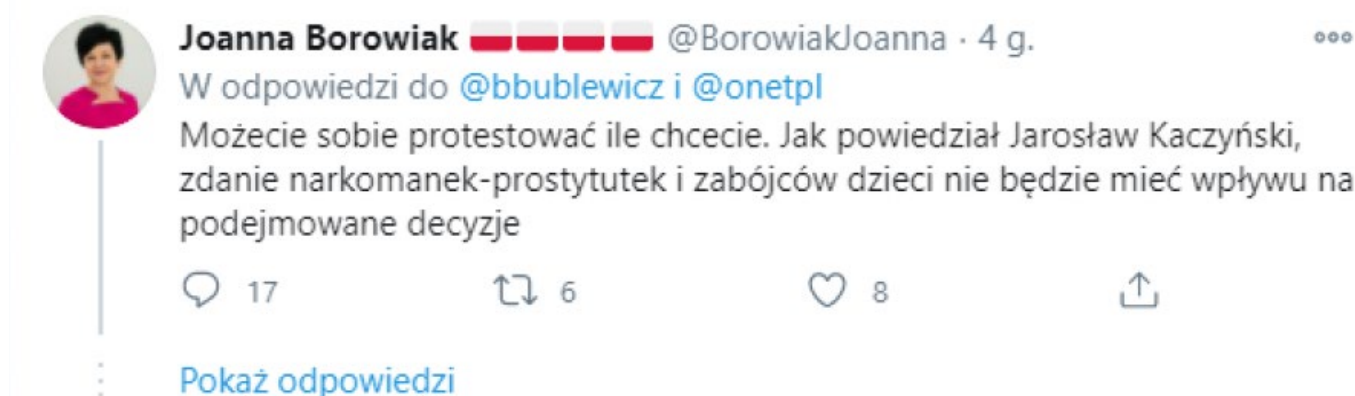 Joanna Borowiak 🇵🇱🇵🇱🇵🇱🇵🇱 @BorowiakJoanna · 4 g.
W odpowiedzi do @bbublewicz i @onetpl
Możecie sobie protestować ile chcecie. Jak powiedział Jarosław Kaczyński,
zdanie narkomanek-prostytutek i zabójców dzieci nie będzie mieć wpływu na
podejmowane decyzje
17 6 8
Pokaż odpowiedzi